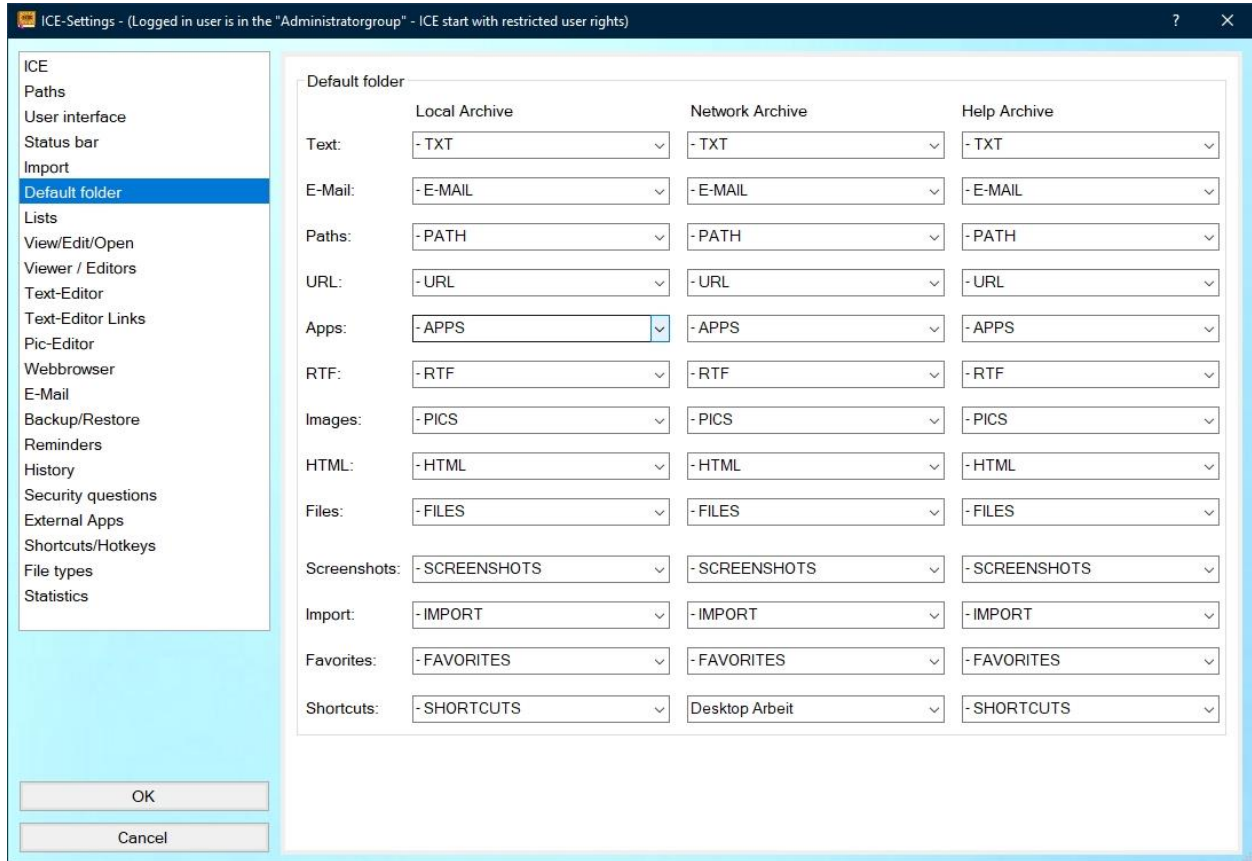 ICE-Settings - (Logged in user is in the "Administratorgroup" - ICE start with restricted user rights) ? ×
ICE
Paths
User interface
Status bar
Import
Default folder
Lists
View/Edit/Open
Viewer / Editors
Text-Editor
Text-Editor Links
Pic-Editor
Webbrowser
E-Mail
Backup/Restore
Reminders
History
Security questions
External Apps
Shortcuts/Hotkeys
File types
Statistics
OK
Cancel
Default folder
Local Archive Network Archive Help Archive
Text: - TXT - TXT - TXT
E-Mail: - E-MAIL - E-MAIL - E-MAIL
Paths: - PATH - PATH - PATH
URL: - URL - URL - URL
Apps: - APPS - APPS - APPS
RTF: - RTF - RTF - RTF
Images: - PICS - PICS - PICS
HTML: - HTML - HTML - HTML
Files: - FILES - FILES - FILES
Screenshots: - SCREENSHOTS - SCREENSHOTS - SCREENSHOTS
Import: - IMPORT - IMPORT - IMPORT
Favorites: - FAVORITES - FAVORITES - FAVORITES
Shortcuts: - SHORTCUTS Desktop Arbeit - SHORTCUTS